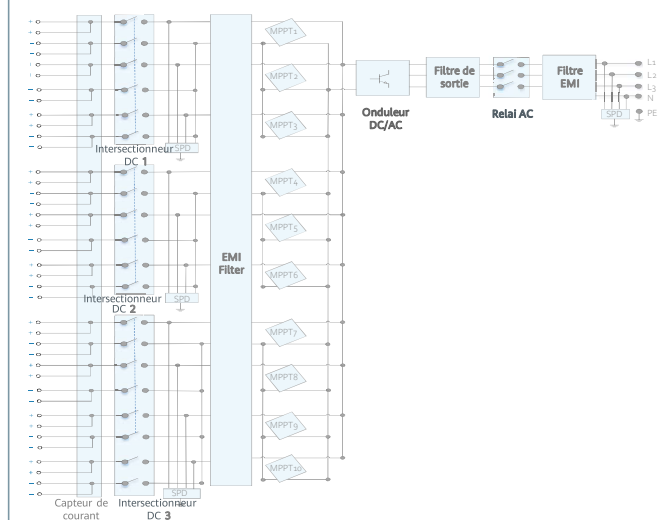 MPPT1
MPPT2
MPPT3
Intersectionneur
DC 1
SPD
MPPT4
MPPT5
MPPT6
Intersectionneur
DC 2
SPD
MPPT7
MPPT8
MPPT9
MPPT10
SPD
Capteur de
courant
Intersectionneur
DC 3
EMI
Filter
Onduleur
DC/AC
Filtre de
sortie
Relai AC
Filtre
EMI
SPD
L1
L2
L3
N
PE